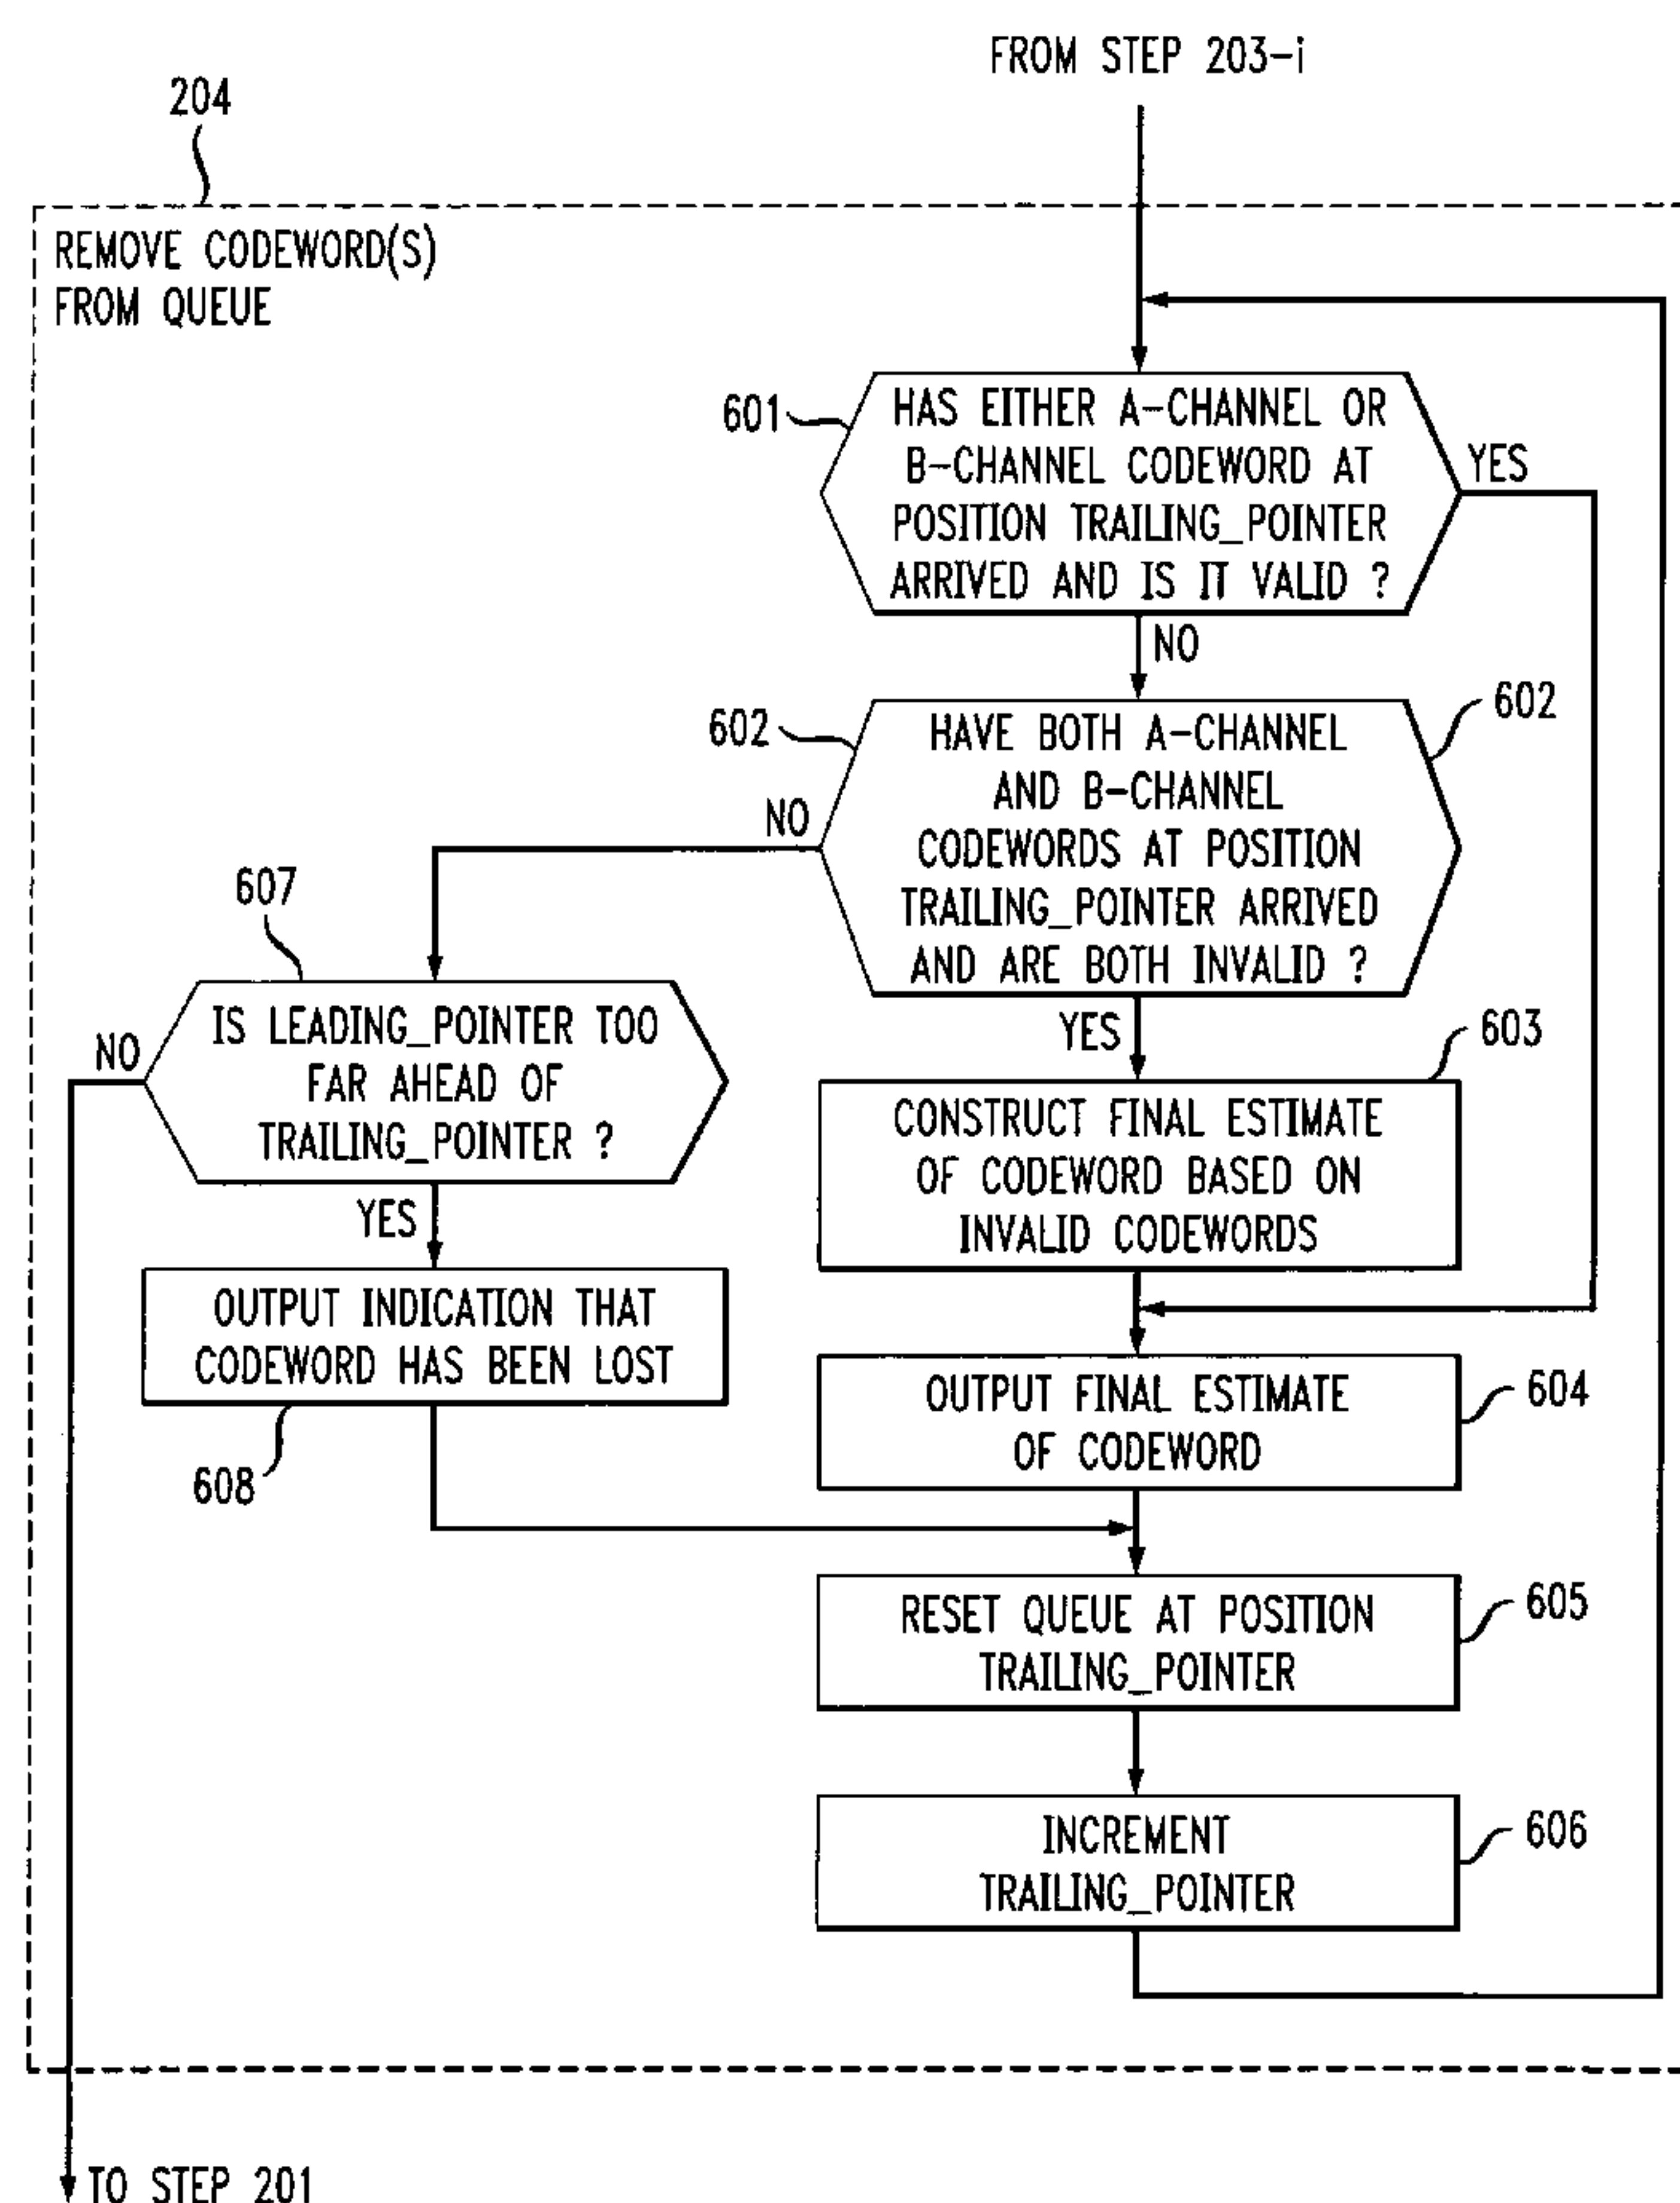 FROM STEP 203-i
204
REMOVE CODEWORD(S)
FROM QUEUE
601
HAS EITHER A-CHANNEL OR
B-CHANNEL CODEWORD AT
POSITION TRAILING_POINTER
ARRIVED AND IS IT VALID ?
YES
NO
602
HAVE BOTH A-CHANNEL
AND B-CHANNEL
CODEWORDS AT POSITION
TRAILING_POINTER ARRIVED
AND ARE BOTH INVALID ?
602
NO
YES
607
IS LEADING_POINTER TOO
FAR AHEAD OF
TRAILING_POINTER ?
NO
YES
603
CONSTRUCT FINAL ESTIMATE
OF CODEWORD BASED ON
INVALID CODEWORDS
OUTPUT INDICATION THAT
CODEWORD HAS BEEN LOST
608
OUTPUT FINAL ESTIMATE
OF CODEWORD
604
RESET QUEUE AT POSITION
TRAILING_POINTER
605
INCREMENT
TRAILING_POINTER
606
TO STEP 201